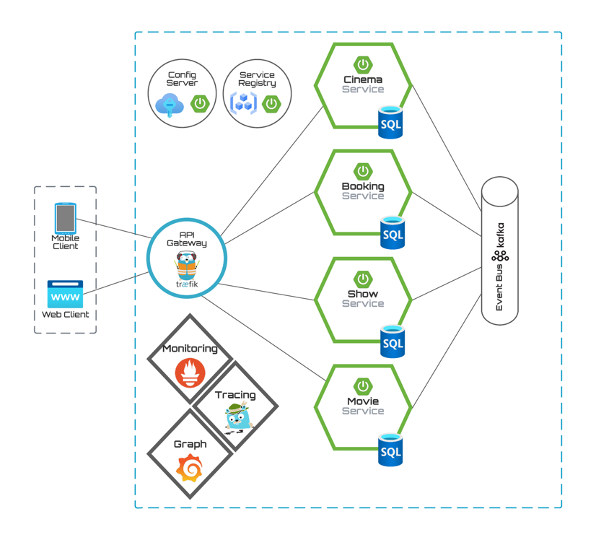 Config
Server
Service
Registry
Cinema
Service
SQL
Booking
Service
SQL
Mobile
Client
www
Web Client
API
Gateway
træfik
Show
Service
SQL
Event Bus
kafka
Monitoring
Tracing
Graph
Movie
Service
SQL